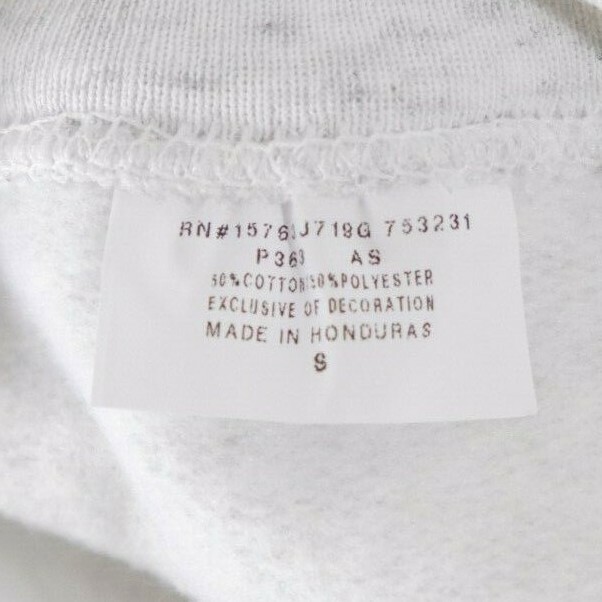 RN#15763J719G 753231
P363 AS
50%COTTON50%POLYESTER
EXCLUSIVE OF DECORATION
MADE IN HONDURAS
S